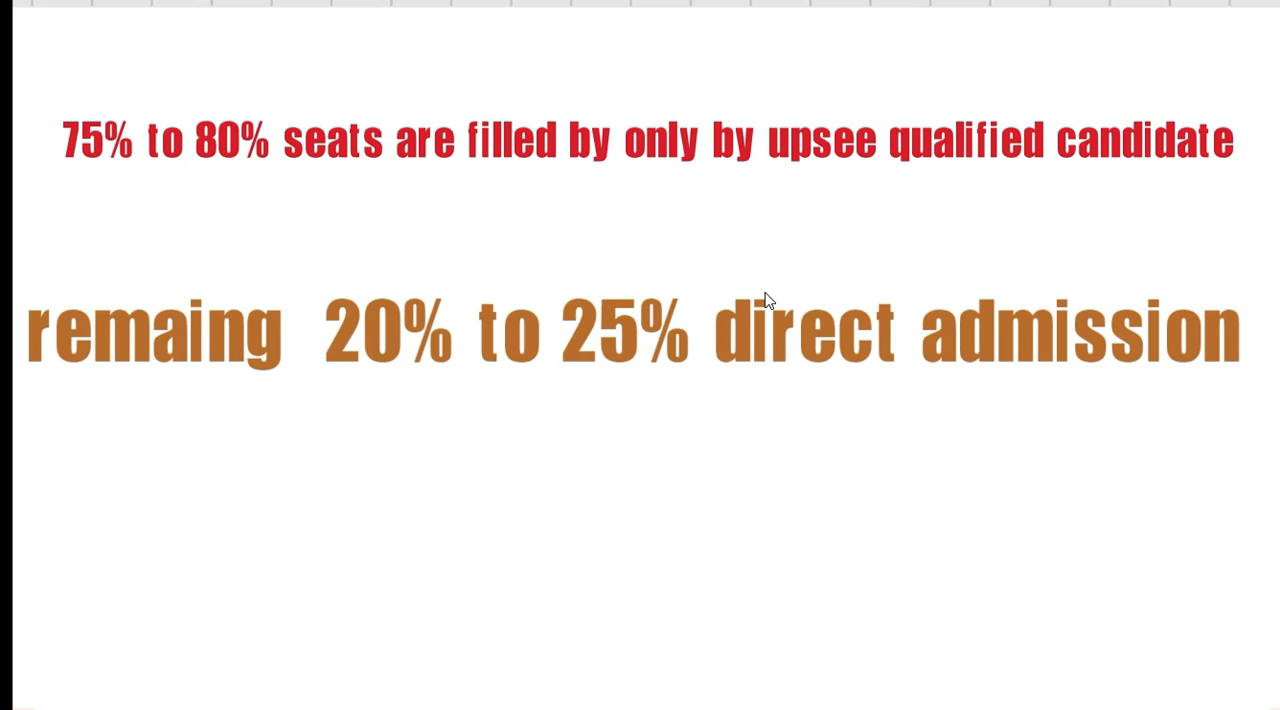 75% to 80% seats are filled by only by upsee qualified candidate
remaing 20% to 25% direct admission